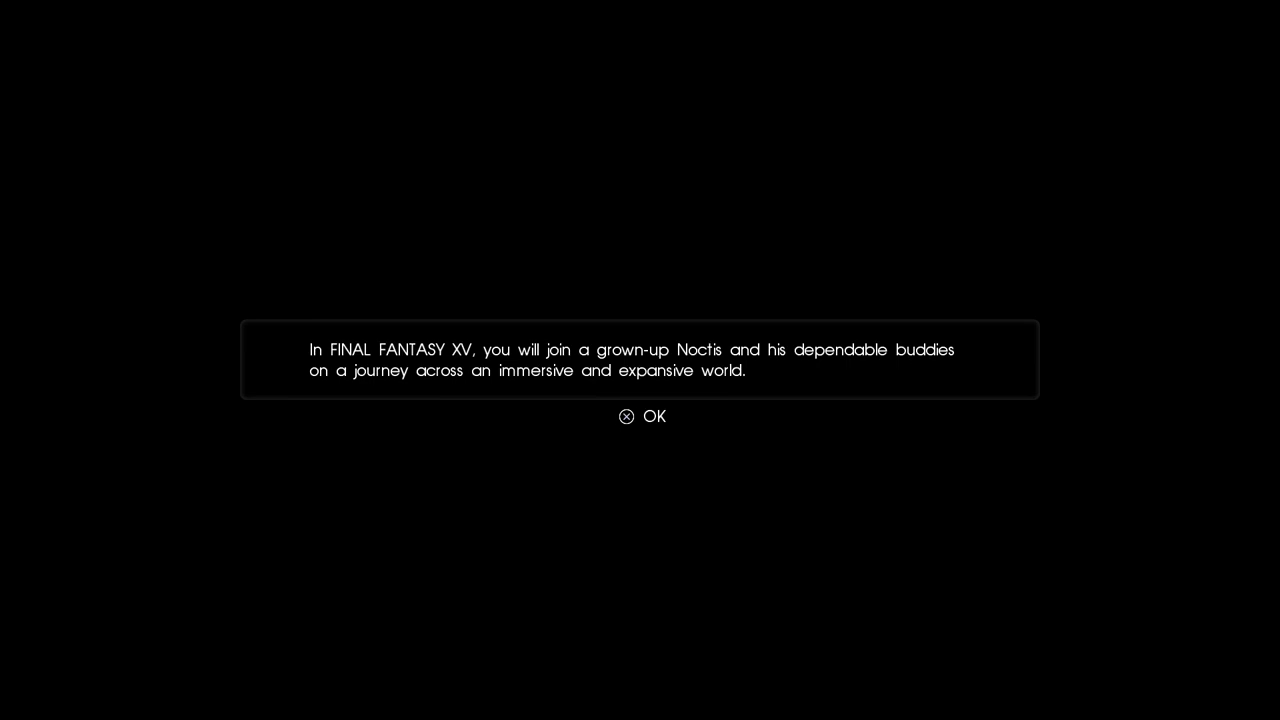 In FINAL FANTASY XV, you will join a grown-up Noctis and his dependable buddies
on a journey across an immersive and expansive world.
OK